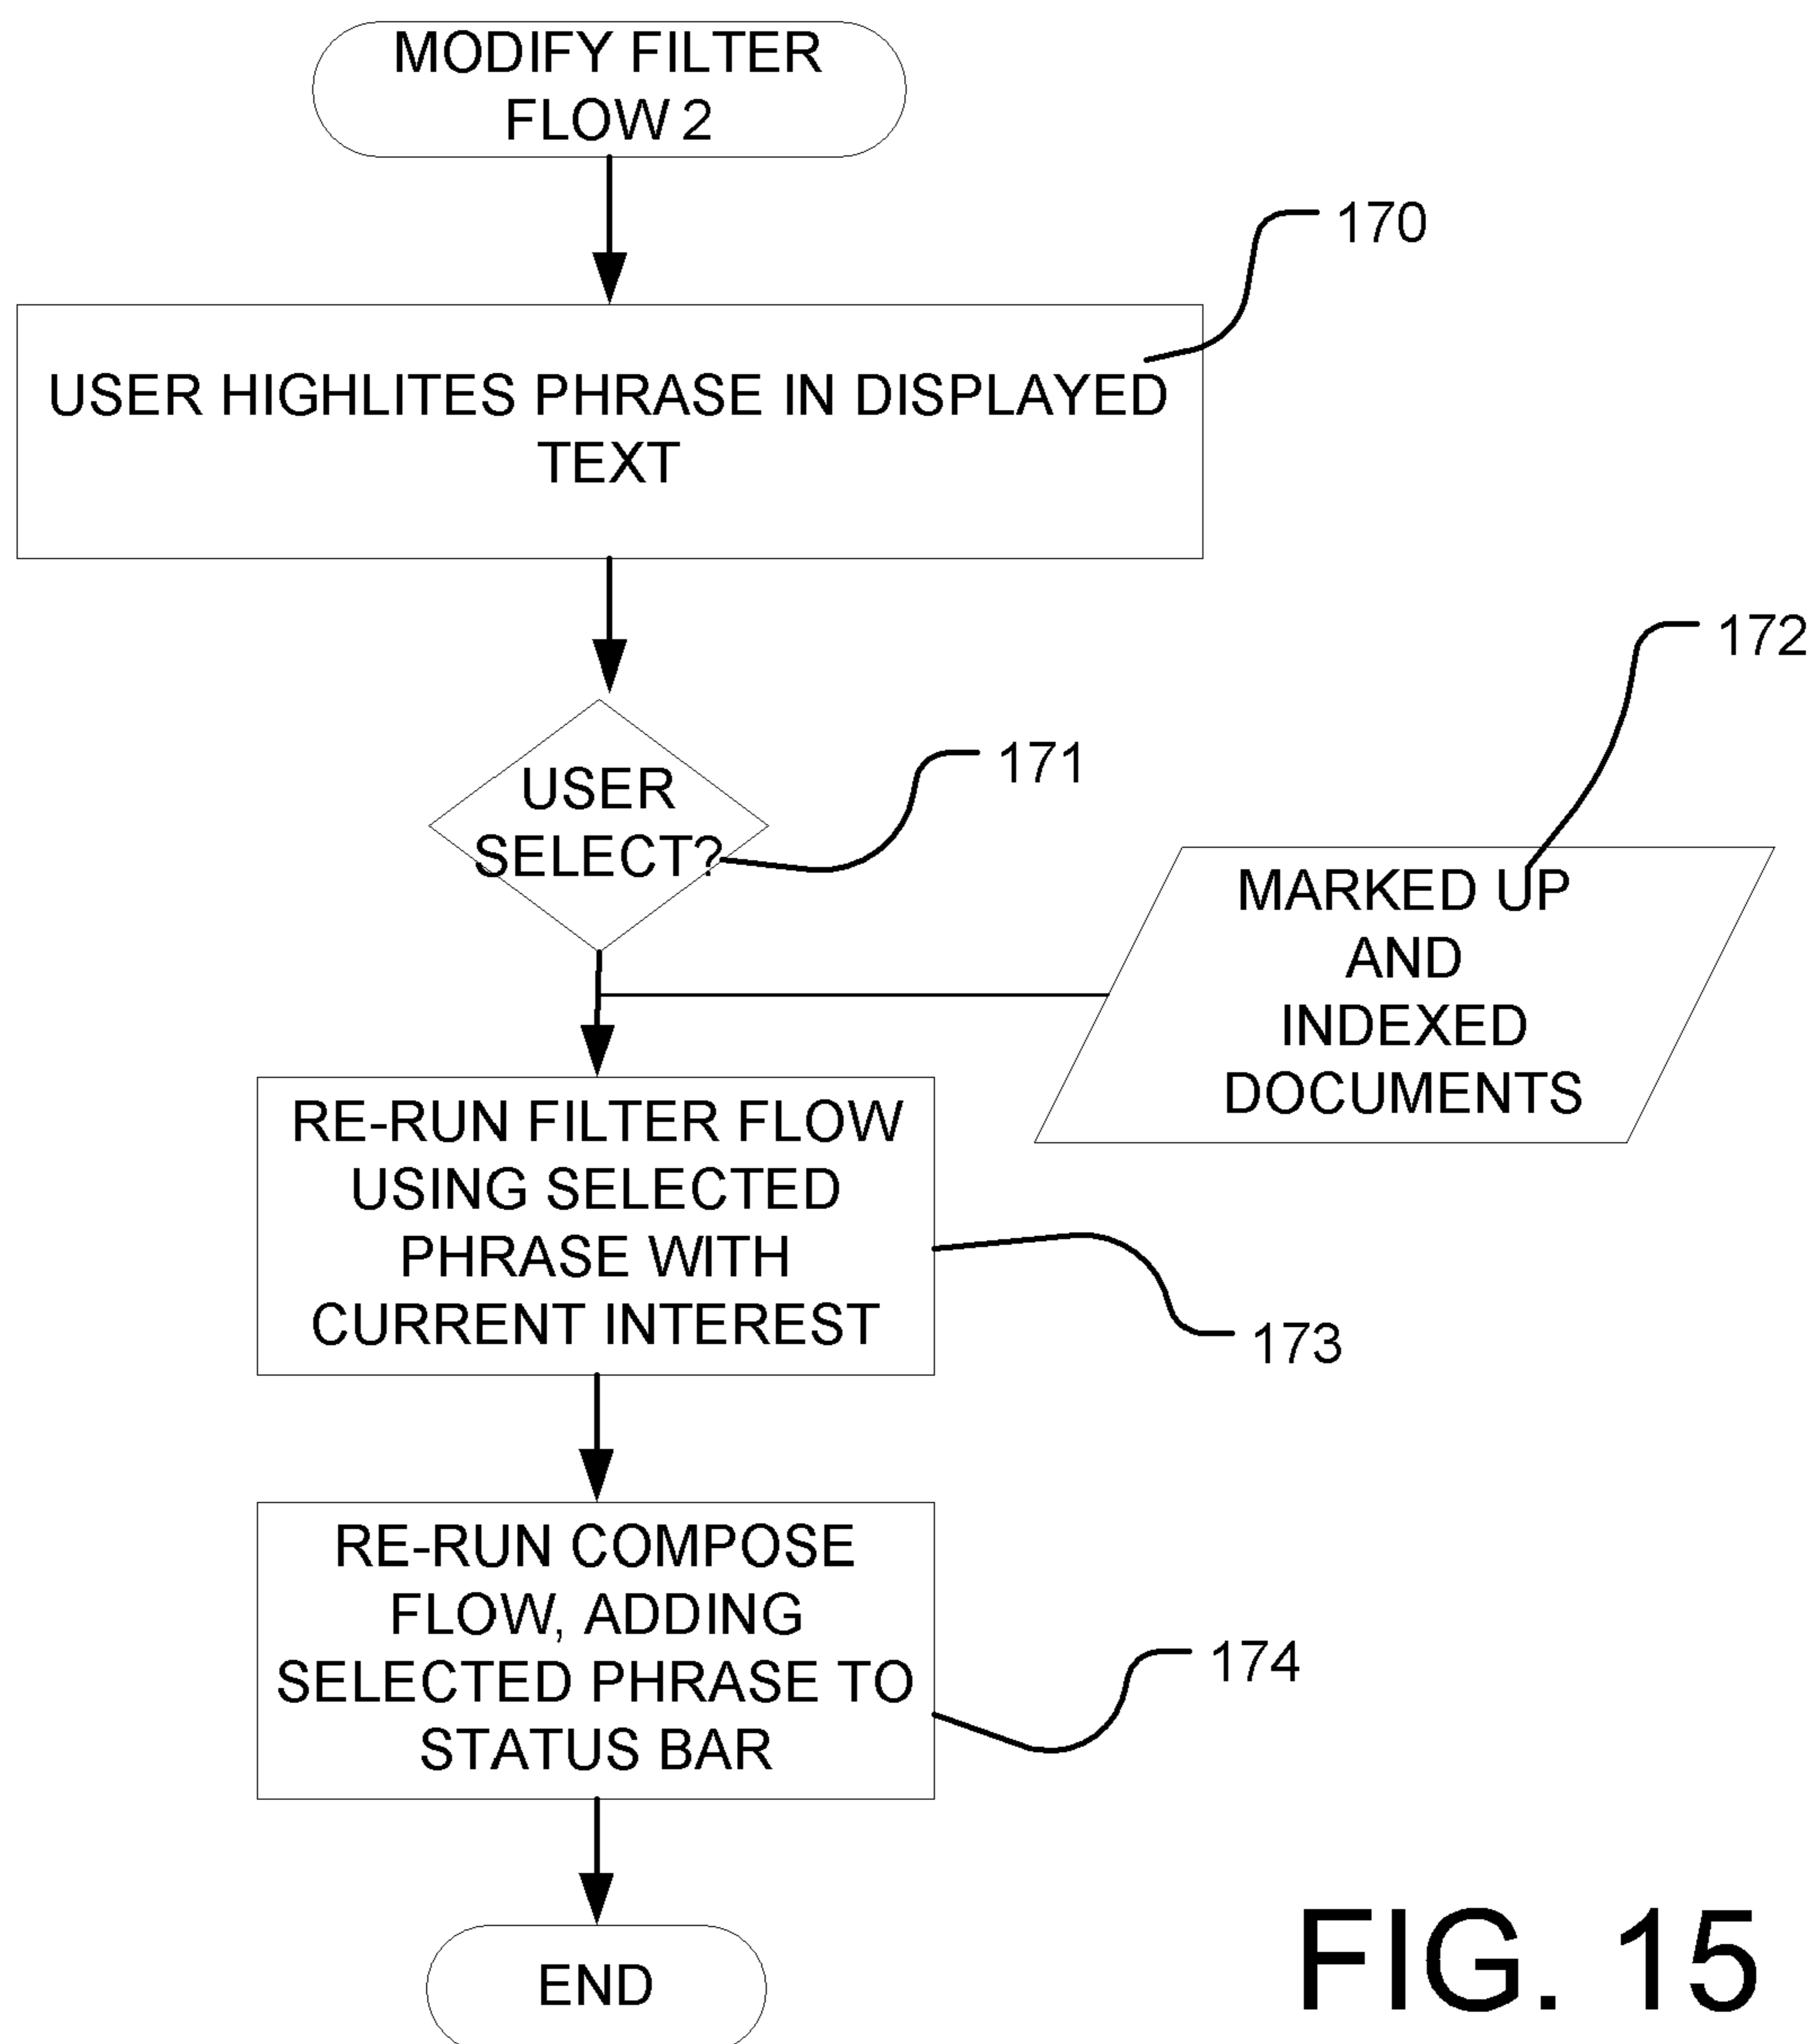 MODIFY FILTER
FLOW 2
170
USER HIGHLITES PHRASE IN DISPLAYED
TEXT
172
171
USER
SELECT?
MARKED UP
AND
INDEXED
DOCUMENTS
RE-RUN FILTER FLOW
USING SELECTED
PHRASE WITH
CURRENT INTEREST
173
RE-RUN COMPOSE
FLOW, ADDING
SELECTED PHRASE TO
STATUS BAR
174
END
FIG. 15